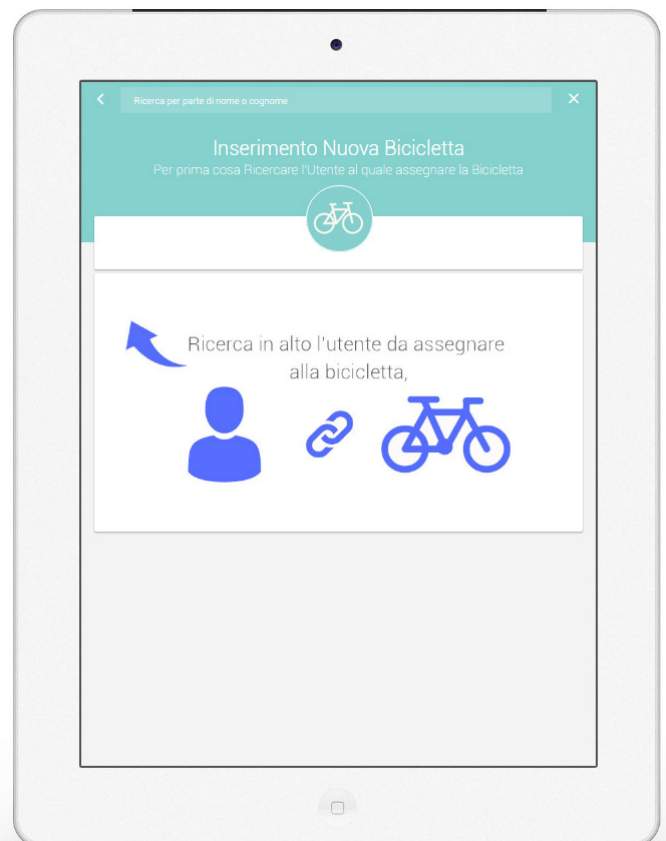 Ricerca per parte di nome o cognome
Inserimento Nuova Bicicletta
Per prima cosa Ricercare l'Utente al quale assegnare la Bicicletta
Ricerca in alto l'utente da assegnare
alla bicicletta,